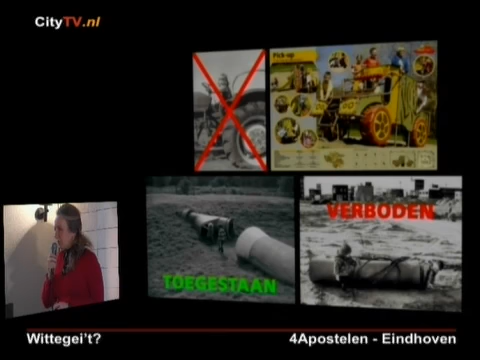 CityTV.nl
Pick-up
VERBODEN
TOEGESTAAN
Wittegei't?
4Apostelen - Eindhoven